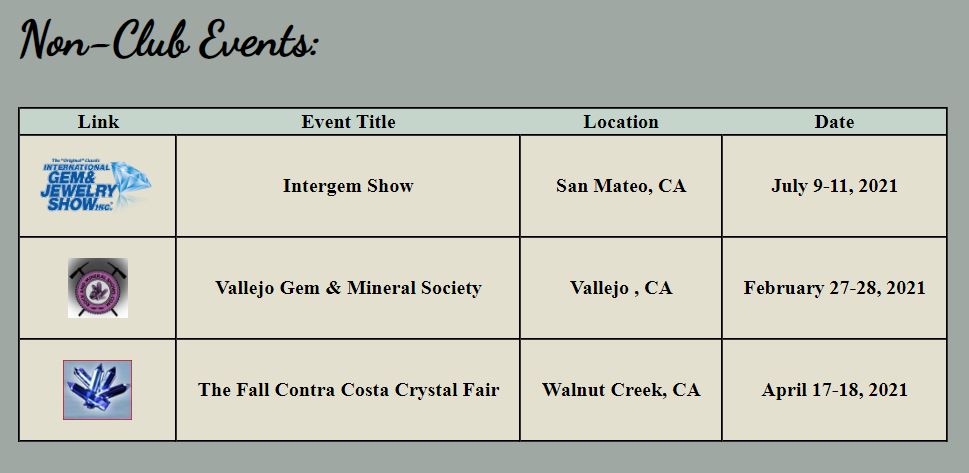 Non-Club Events:
Link Event Title Location Date
The "Original" Classic
INTERNATIONAL
GEM&
JEWELRY
SHOW INC.
Intergem Show San Mateo, CA July 9-11, 2021
Vallejo Gem & Mineral Society Vallejo , CA February 27-28, 2021
The Fall Contra Costa Crystal Fair Walnut Creek, CA April 17-18, 2021